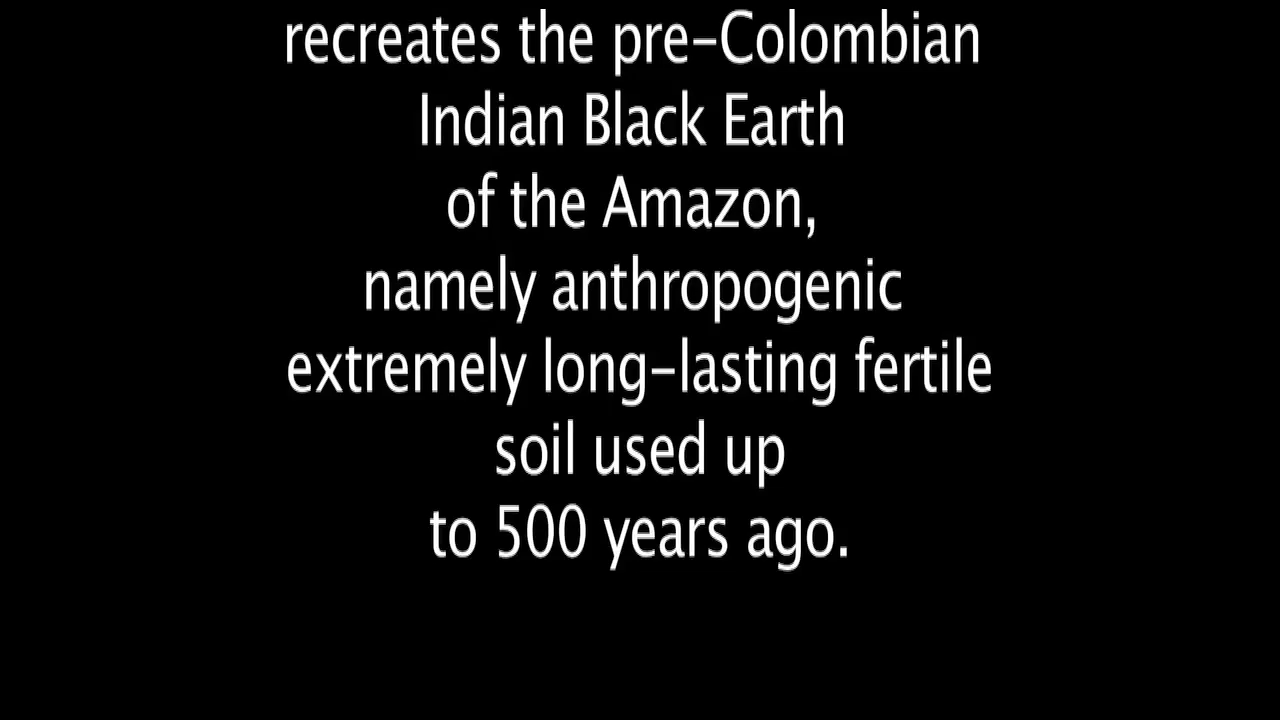 recreates the pre-Colombian
Indian Black Earth
of the Amazon,
namely anthropogenic
extremely long-lasting fertile
soil used up
to 500 years ago.